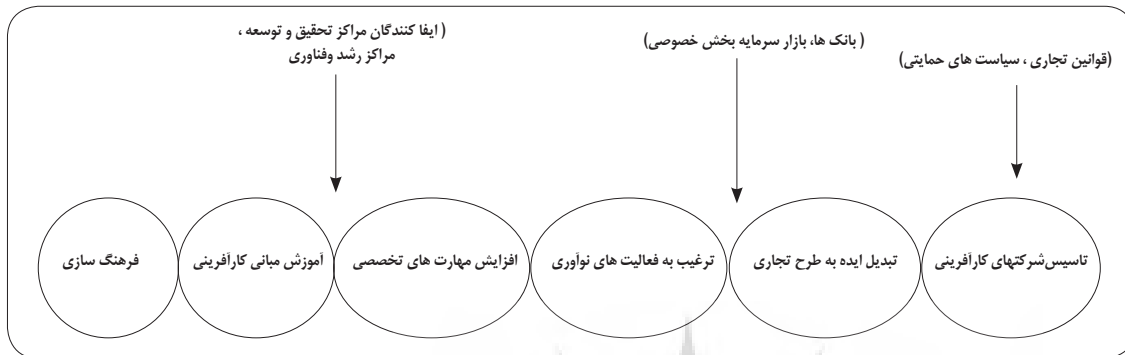 (قوانین تجاری ، سیاست های حمایتی)
( بانک ها، بازار سرمایه بخش خصوصی)
( ایفا کنندگان مراکز تحقیق و توسعه ،
مراکز رشد وفناوری
تاسیس‌شرکتهای کارآفرینی
تبدیل ایده به طرح تجاری
ترغیب به فعالیت های نوآوری
افزایش مهارت های تخصصی
آموزش مبانی کارآفرینی
فرهنگ سازی